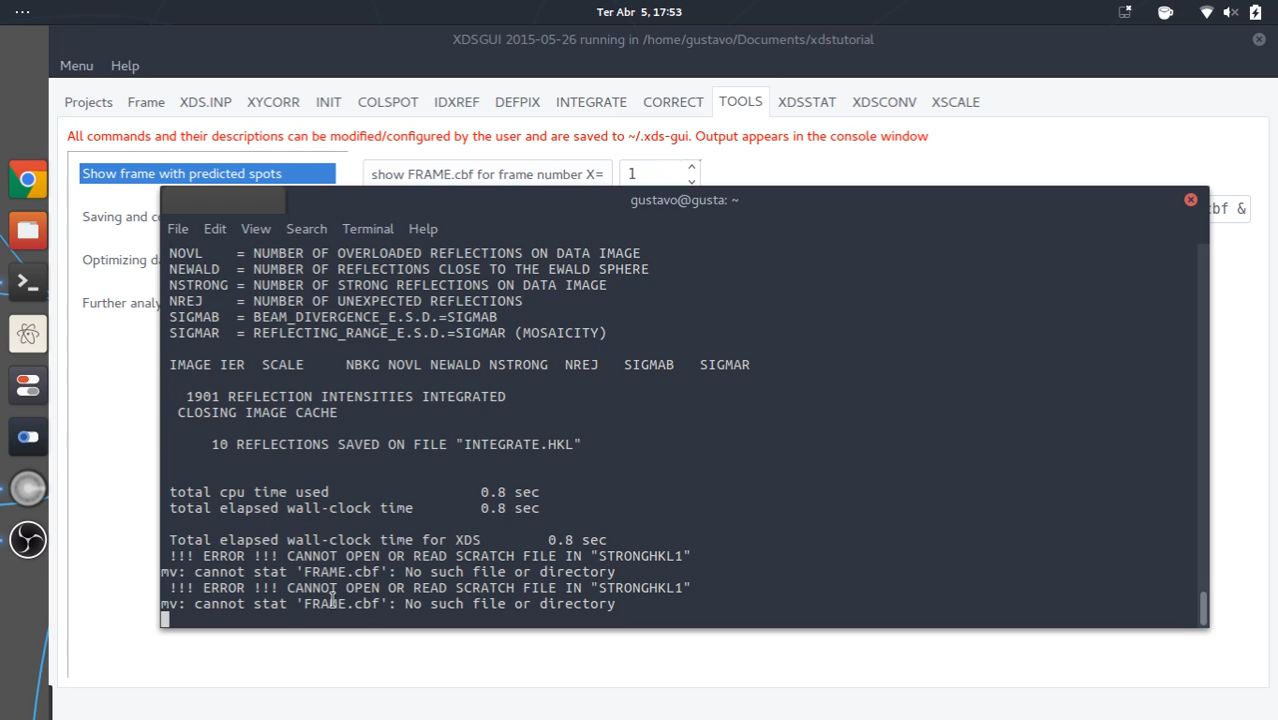 Ter Abr 5, 17:53
XDSGUI 2015-05-26 running in /home/gustavo/Documents/xdstutorial
Menu Help
Projects Frame XDS.INP XYCORR INIT COLSPOT IDXREF DEFPIX INTEGRATE CORRECT TOOLS XDSSTAT XDSCONV XSCALE
All commands and their descriptions can be modified/configured by the user and are saved to ~/.xds-gui. Output appears in the console window
Show frame with predicted spots
show FRAME.cbf for frame number X=
1
Saving and co
cbf &
Optimizing da
Further analy
gustavo@gusta: ~
File Edit View Search Terminal Help
NOVL = NUMBER OF OVERLOADED REFLECTIONS ON DATA IMAGE
NEWALD = NUMBER OF REFLECTIONS CLOSE TO THE EWALD SPHERE
NSTRONG = NUMBER OF STRONG REFLECTIONS ON DATA IMAGE
NREJ = NUMBER OF UNEXPECTED REFLECTIONS
SIGMAB = BEAM_DIVERGENCE_E.S.D.=SIGMAB
SIGMAR = REFLECTING_RANGE_E.S.D.=SIGMAR (MOSAICITY)
IMAGE IER SCALE NBKG NOVL NEWALD NSTRONG NREJ SIGMAB SIGMAR
1901 REFLECTION INTENSITIES INTEGRATED
CLOSING IMAGE CACHE
10 REFLECTIONS SAVED ON FILE "INTEGRATE.HKL"
total cpu time used 0.8 sec
total elapsed wall-clock time 0.8 sec
Total elapsed wall-clock time for XDS 0.8 sec
!!! ERROR !!! CANNOT OPEN OR READ SCRATCH FILE IN "STRONGHKL1"
mv: cannot stat 'FRAME.cbf': No such file or directory
!!! ERROR !!! CANNOT OPEN OR READ SCRATCH FILE IN "STRONGHKL1"
mv: cannot stat 'FRAME.cbf': No such file or directory